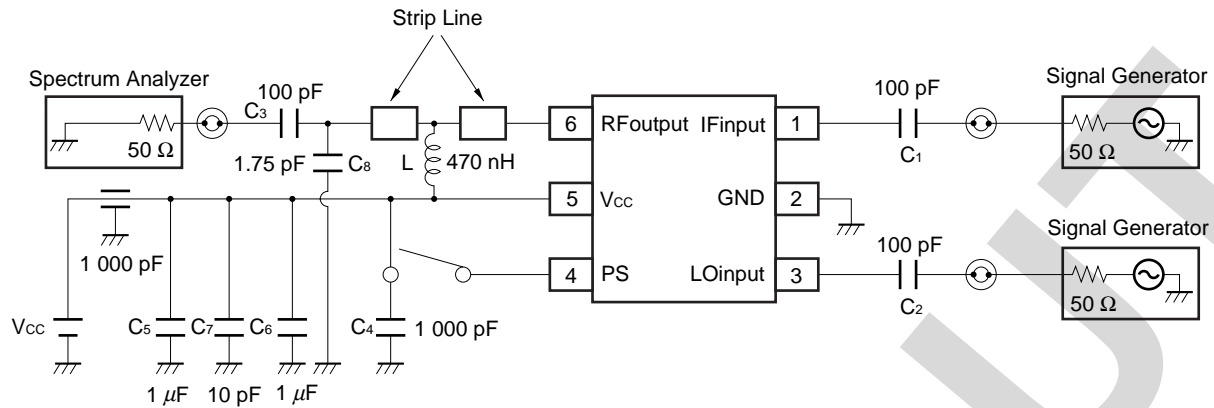 Strip Line
Spectrum Analyzer
50 Ω
100 pF
C3
1.75 pF
C8
L
470 nH
6 RFoutput IFinput 1
5 VCC GND 2
4 PS LOinput 3
100 pF
C1
Signal Generator
50 Ω
100 pF
C2
Signal Generator
50 Ω
1 000 pF
VCC
C5 C7 C6 C4
1 000 pF
1 μF 10 pF 1 μF